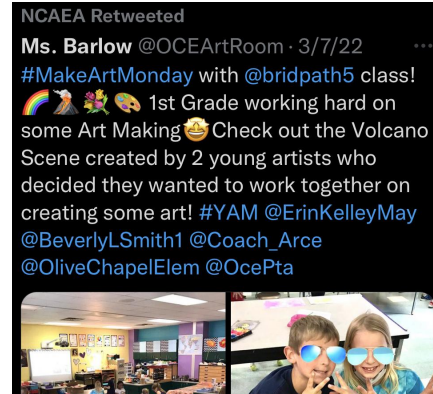 NCAEA Retweeted
Ms. Barlow @OCEArtRoom · 3/7/22 ...
#MakeArtMonday with @bridpath5 class!
🌈🌋💐🎨 1st Grade working hard on
some Art Making🤩Check out the Volcano
Scene created by 2 young artists who
decided they wanted to work together on
creating some art! #YAM @ErinKelleyMay
@BeverlyLSmith1 @Coach_Arce
@OliveChapelElem @OcePta